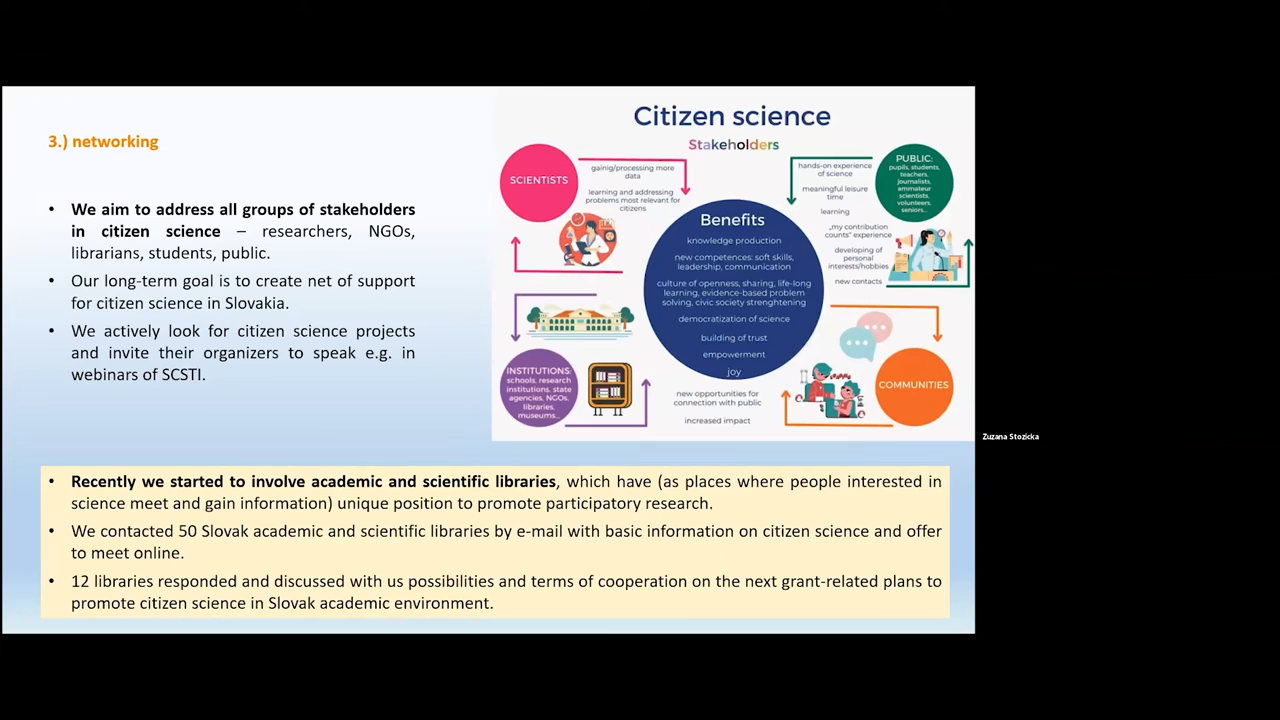 3.) networking
• We aim to address all groups of stakeholders
in citizen science – researchers, NGOs,
librarians, students, public.
• Our long-term goal is to create net of support
for citizen science in Slovakia.
• We actively look for citizen science projects
and invite their organizers to speak e.g. in
webinars of SCSTI.
Citizen science
Stakeholders
SCIENTISTS
gainig/processing more
data
learning and addressing
problems most relevant for
citizens
hands-on experience
of science
meaningful leisure
time
learning
„my contribution
counts" experience
developing of
personal
interests/hobbies
new contacts
PUBLIC:
pupils, students,
teachers,
journalists,
ammateur
scientists,
volunteers,
seniors...
Benefits
knowledge production
new competences: soft skills,
leadership, communication
culture of openness, sharing, life-long
learning, evidence-based problem
solving, civic society strenghtening
democratization of science
building of trust
empowerment
joy
INSTITUTIONS:
schools, research
institutions, state
agencies, NGOs,
libraries,
museums...
new opportunities for
connection with public
increased impact
COMMUNITIES
Zuzana Stozicka
• Recently we started to involve academic and scientific libraries, which have (as places where people interested in
science meet and gain information) unique position to promote participatory research.
• We contacted 50 Slovak academic and scientific libraries by e-mail with basic information on citizen science and offer
to meet online.
• 12 libraries responded and discussed with us possibilities and terms of cooperation on the next grant-related plans to
promote citizen science in Slovak academic environment.